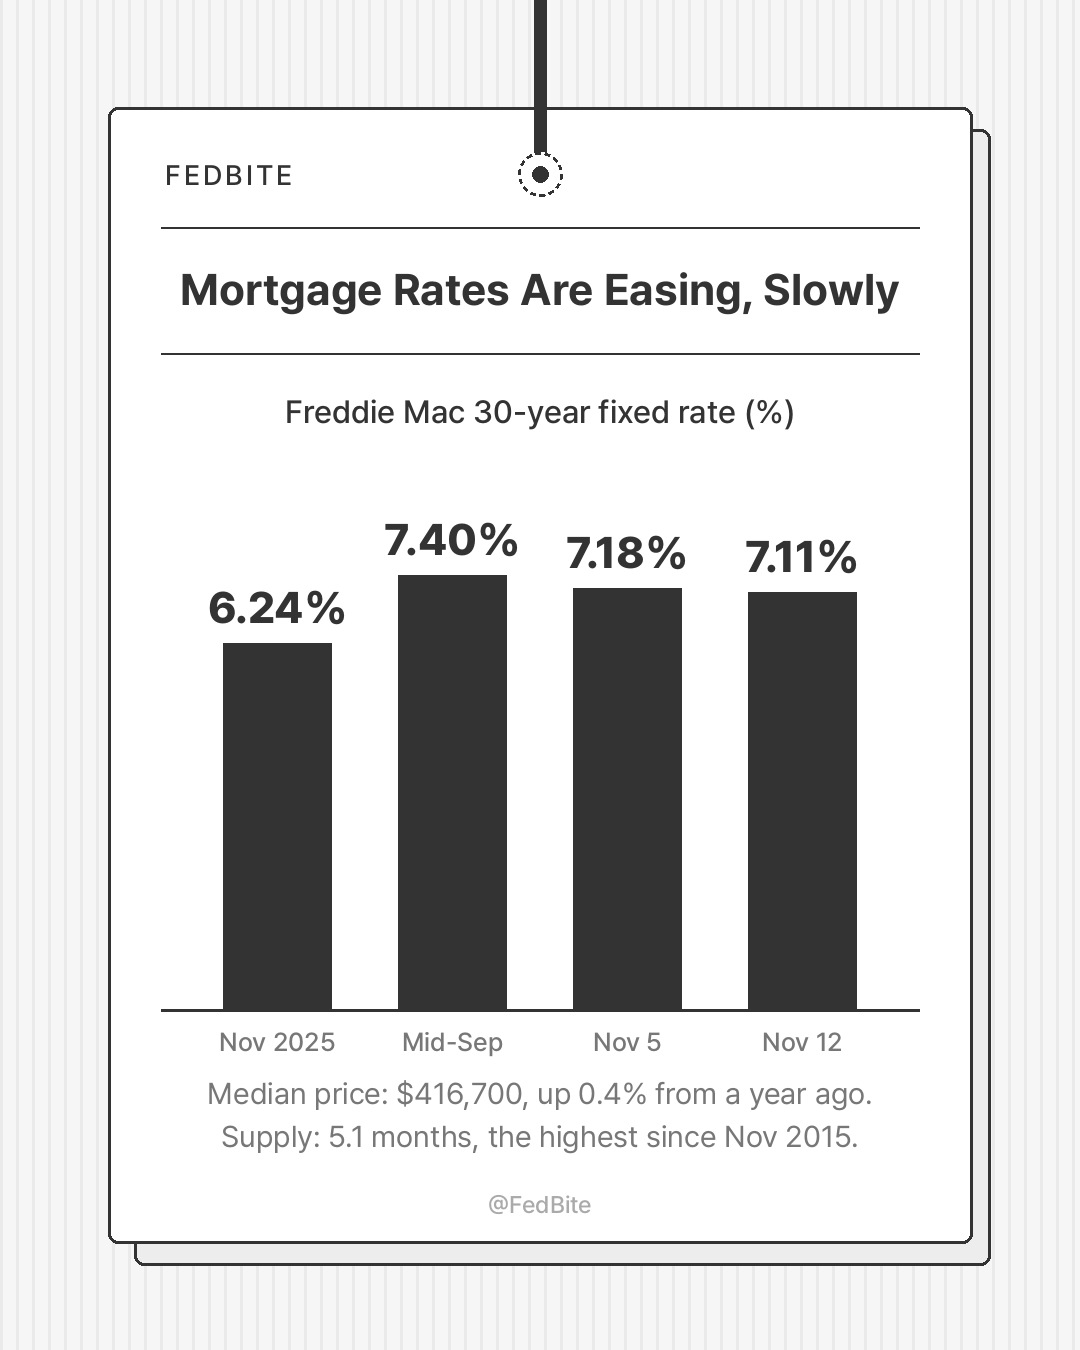 FEDBITE
Mortgage Rates Are Easing, Slowly
Freddie Mac 30-year fixed rate (%)
6.24%
7.40%
7.18%
7.11%
Nov 2025
Mid-Sep
Nov 5
Nov 12
Median price: $416,700, up 0.4% from a year ago.
Supply: 5.1 months, the highest since Nov 2015.
@FedBite